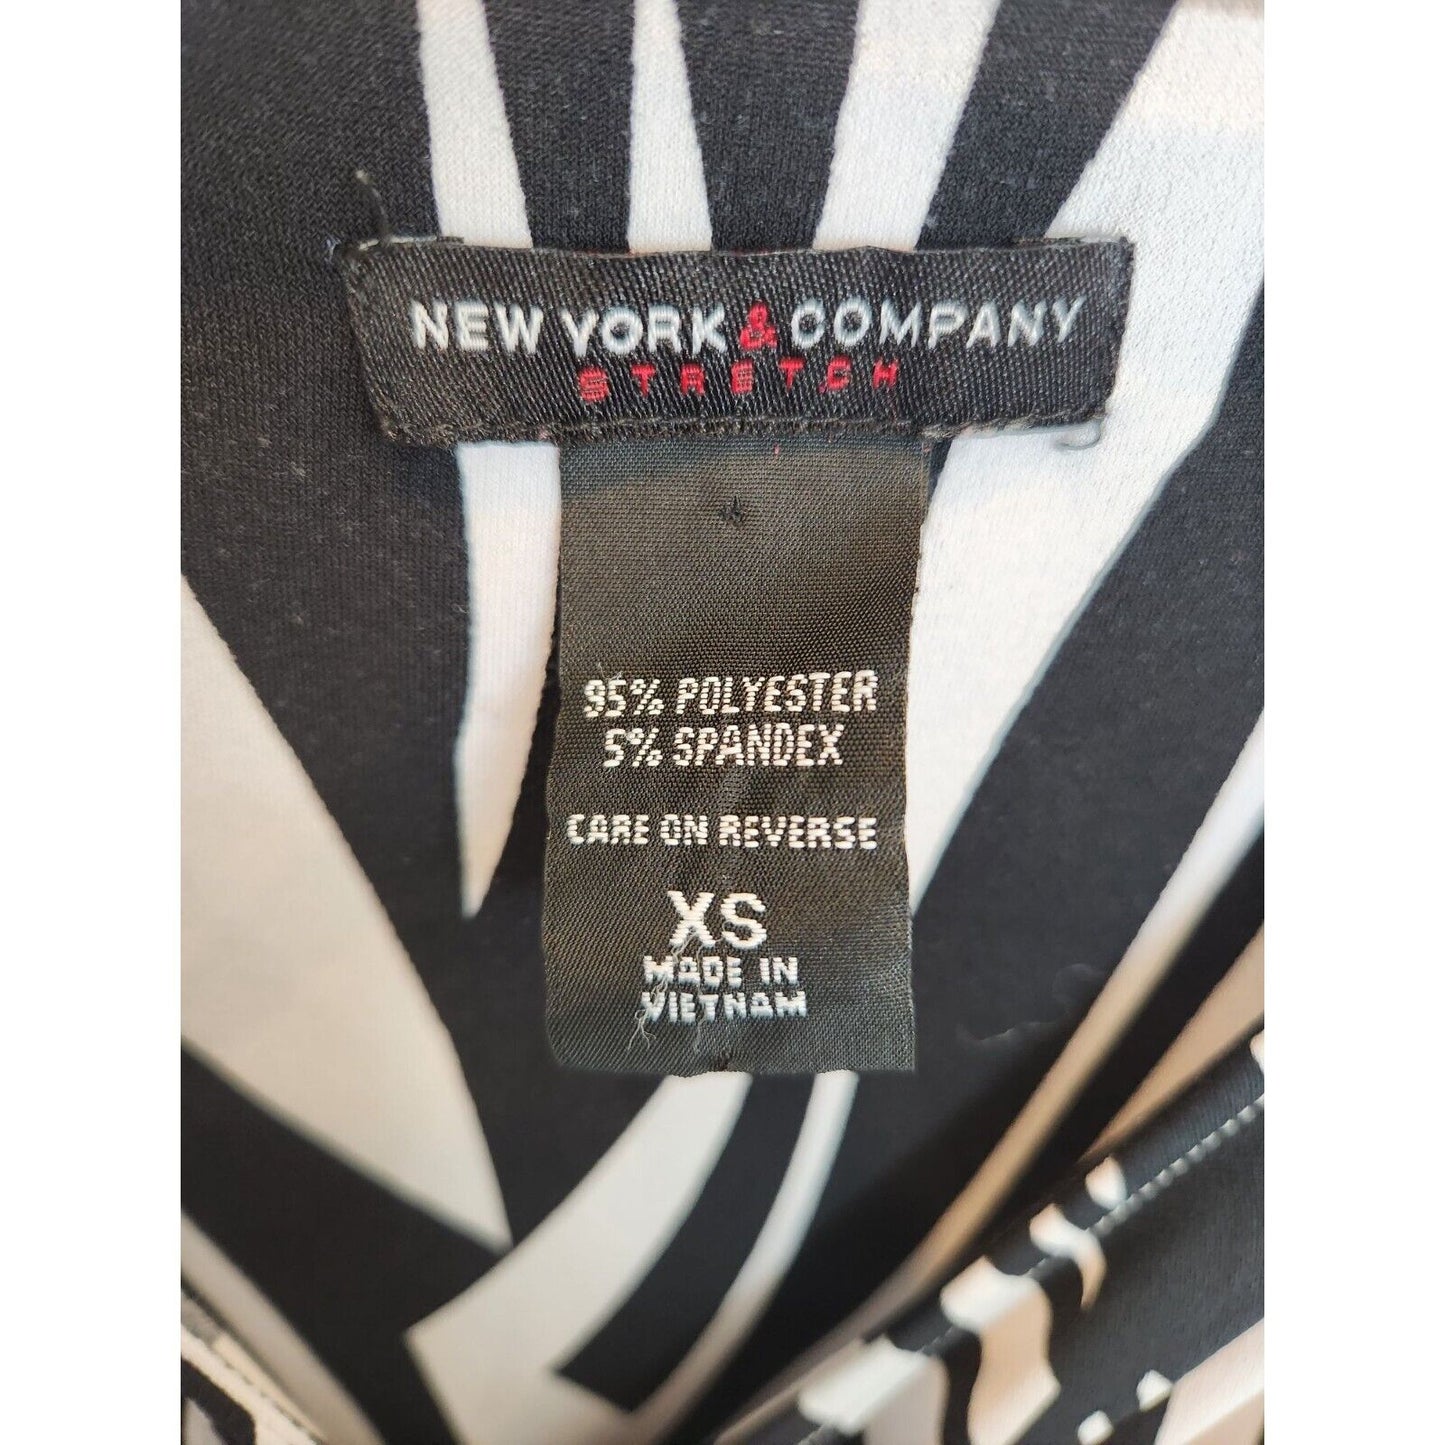 NEW YORK & COMPANY
STRETCH
95% POLYESTER
5% SPANDEX
CARE ON REVERSE
XS
MADE IN
VIETNAM